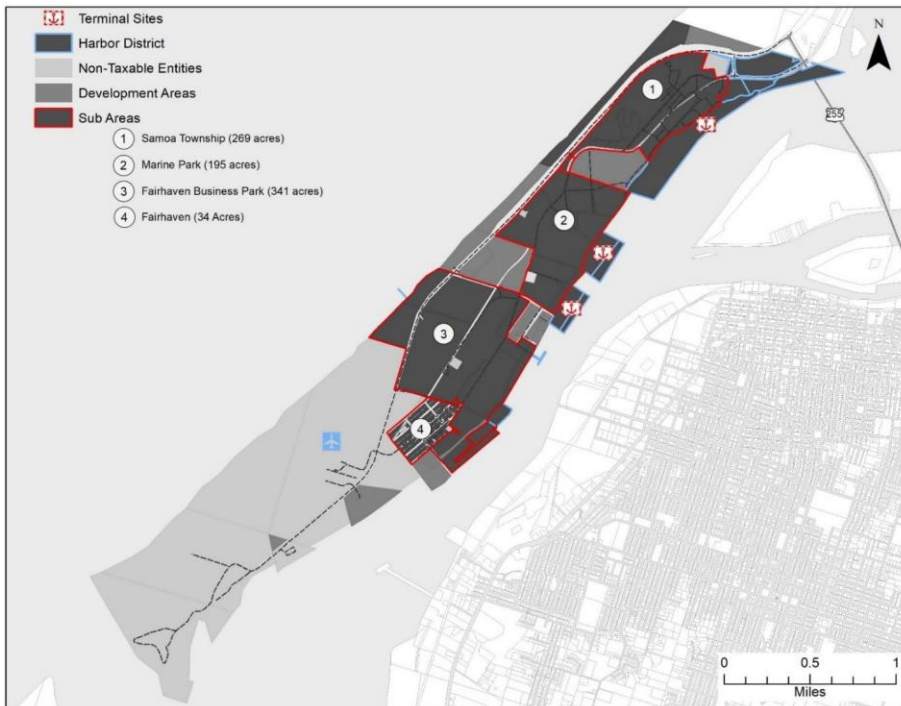 Terminal Sites
Harbor District
Non-Taxable Entities
Development Areas
Sub Areas
1 Samoa Township (269 acres)
2 Marine Park (195 acres)
3 Fairhaven Business Park (341 acres)
4 Fairhaven (34 Acres)
N
255
1
2
3
4
0 0.5 1
Miles